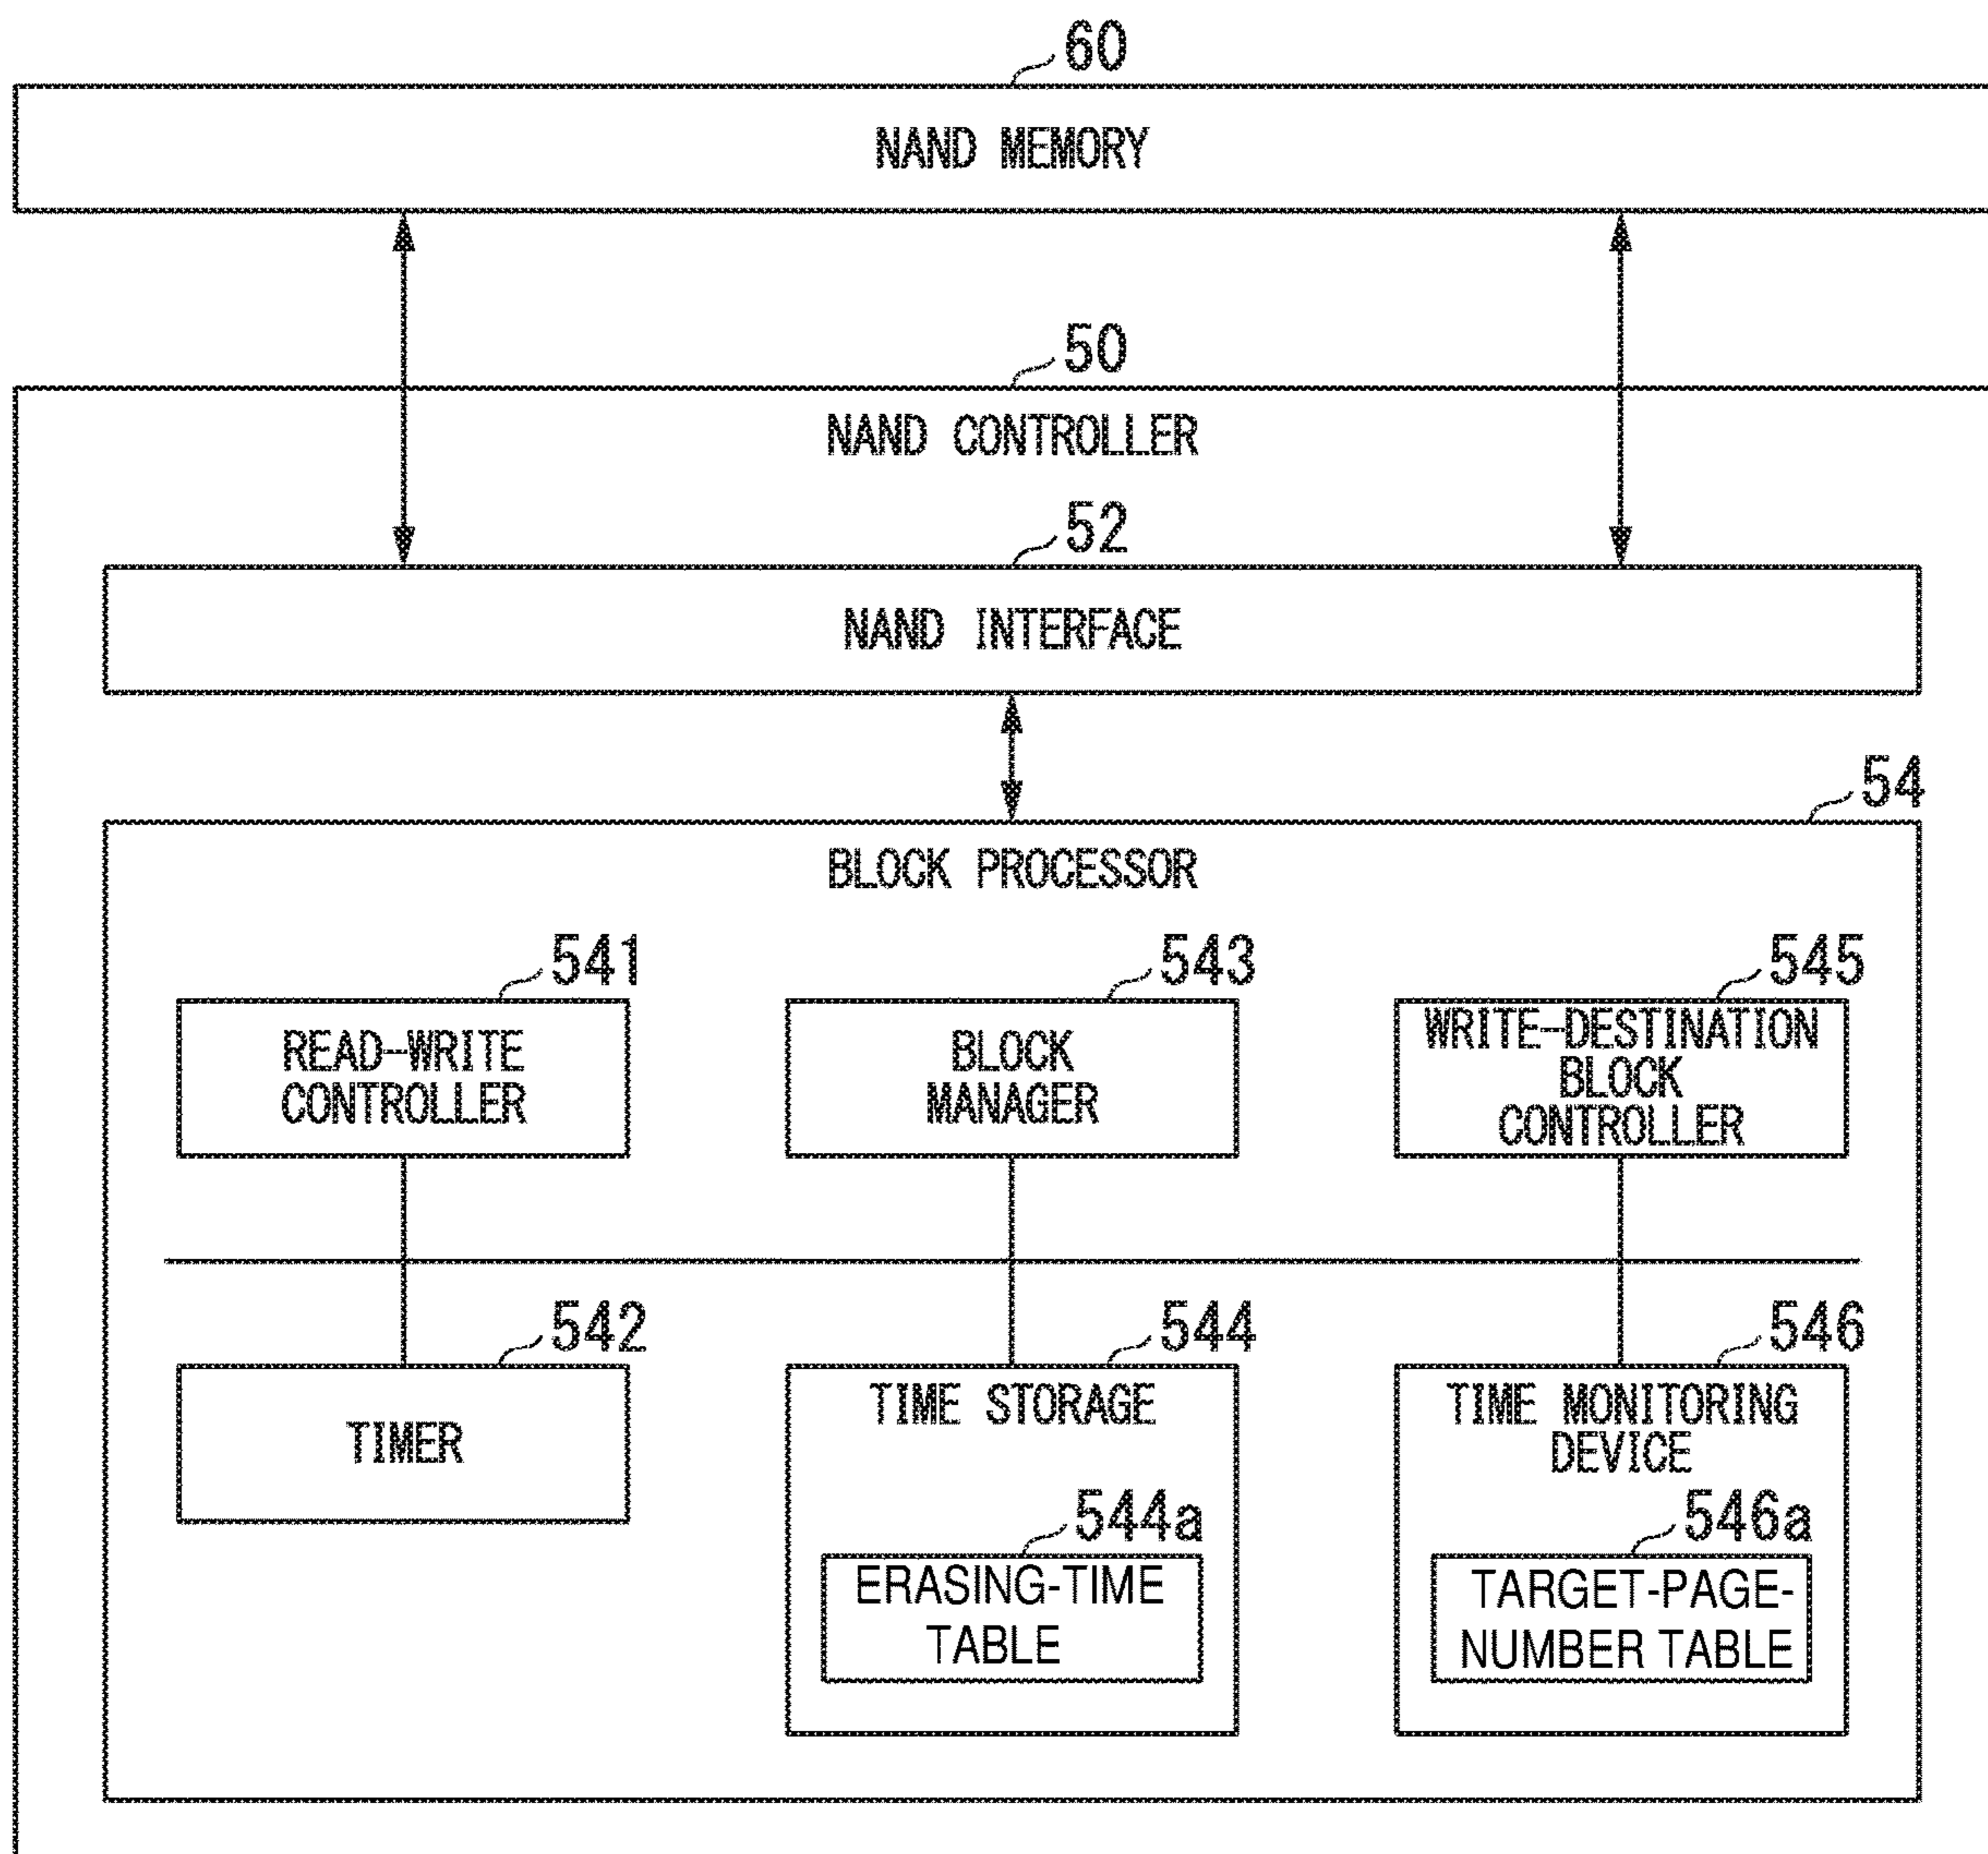 60
NAND MEMORY
50
NAND CONTROLLER
52
NAND INTERFACE
54
BLOCK PROCESSOR
541
READ-WRITE
CONTROLLER
543
BLOCK
MANAGER
545
WRITE-DESTINATION
BLOCK
CONTROLLER
542
TIMER
544
TIME STORAGE
544a
ERASING-TIME
TABLE
546
TIME MONITORING
DEVICE
546a
TARGET-PAGE-
NUMBER TABLE